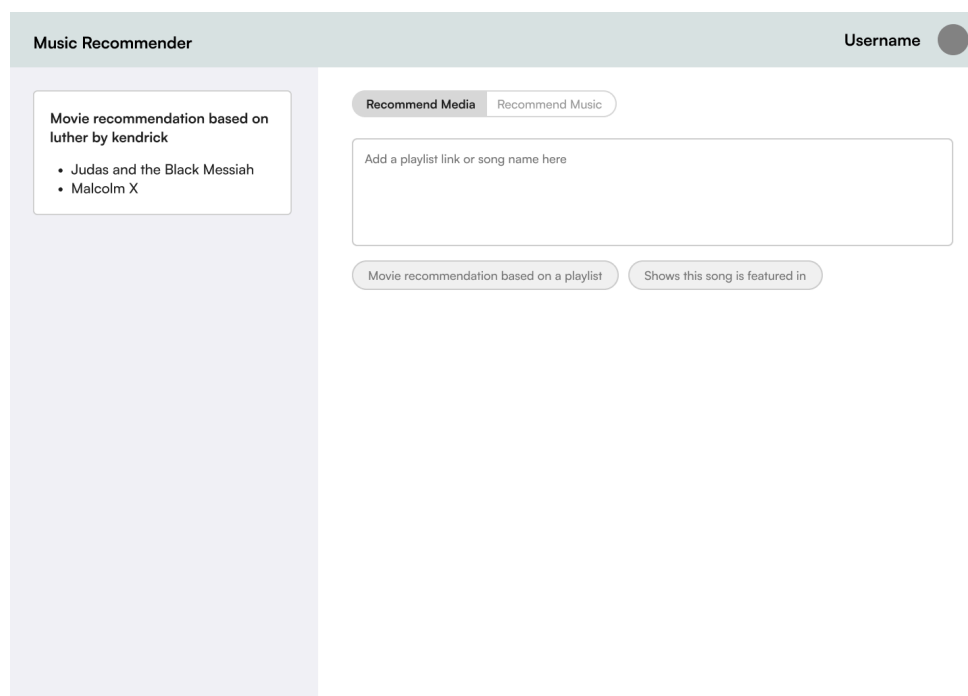 Music Recommender
Username
Movie recommendation based on
luther by kendrick
• Judas and the Black Messiah
• Malcolm X
Recommend Media
Recommend Music
Add a playlist link or song name here
Movie recommendation based on a playlist
Shows this song is featured in